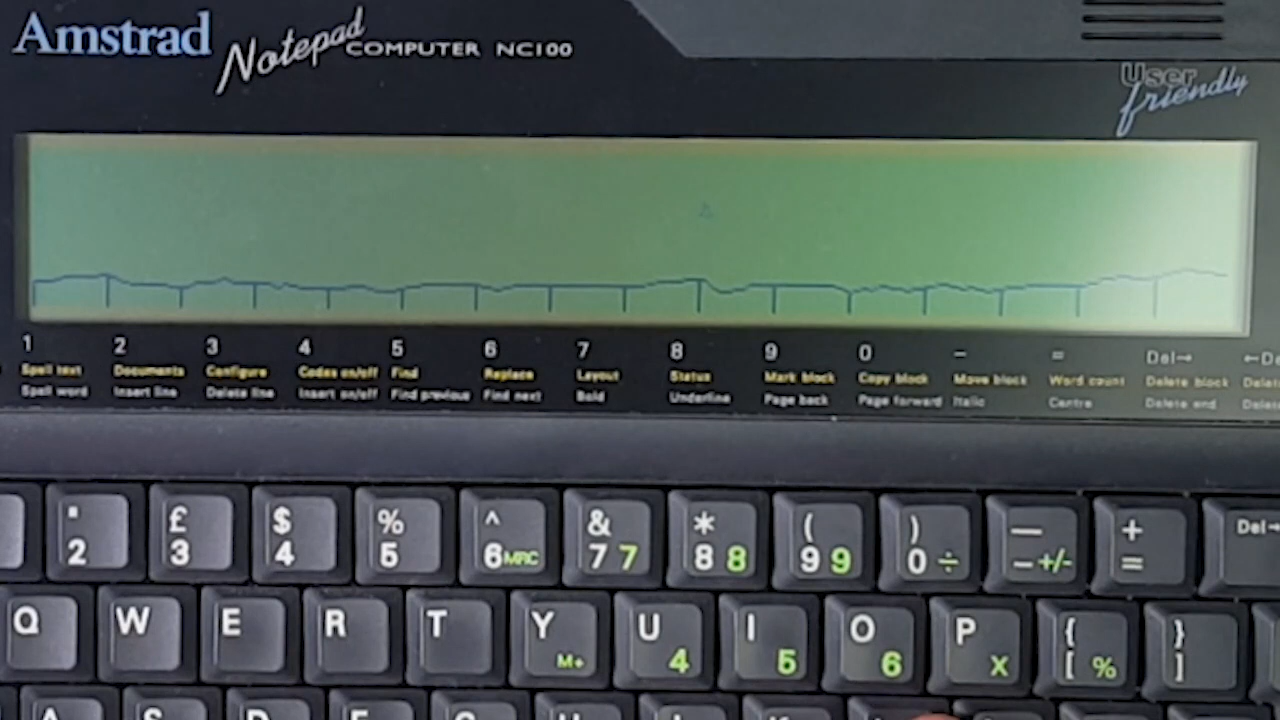 Amstrad Notepad COMPUTER NC100
User friendly
1 2 3 4 5 6 7 8 9 0 − = Del→ ←De
Spell text Documents Configure Codes on/off Find Replace Layout Status Mark block Copy block Move block Word count Delete block Delet
Spell word Insert line Delete line Insert on/off Find previous Find next Bold Underline Page back Page forward Italic Centre Delete end Delet
" £ $ % ^ & * ( ) — + Del→
2 3 4 5 6 MRC 7 7 8 8 9 9 0 ÷ − +/- =
Q W E R T Y U I O P { }
M+ 4 5 6 X [ % ]
A S D F